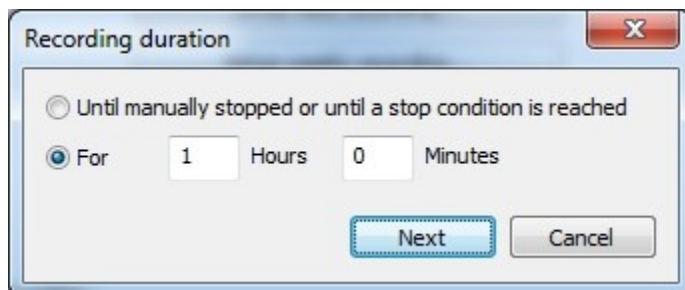 Recording duration
Until manually stopped or until a stop condition is reached
For 1 Hours 0 Minutes
Next Cancel